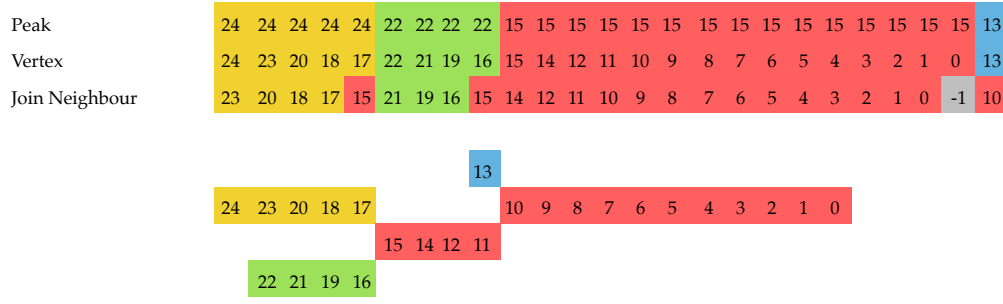 Peak 24 24 24 24 24 22 22 22 22 15 15 15 15 15 15 15 15 15 15 15 15 15 15 15 13
Vertex 24 23 20 18 17 22 21 19 16 15 14 12 11 10 9 8 7 6 5 4 3 2 1 0 13
Join Neighbour 23 20 18 17 15 21 19 16 15 14 12 11 10 9 8 7 6 5 4 3 2 1 0 -1 10
13
24 23 20 18 17 10 9 8 7 6 5 4 3 2 1 0
15 14 12 11
22 21 19 16